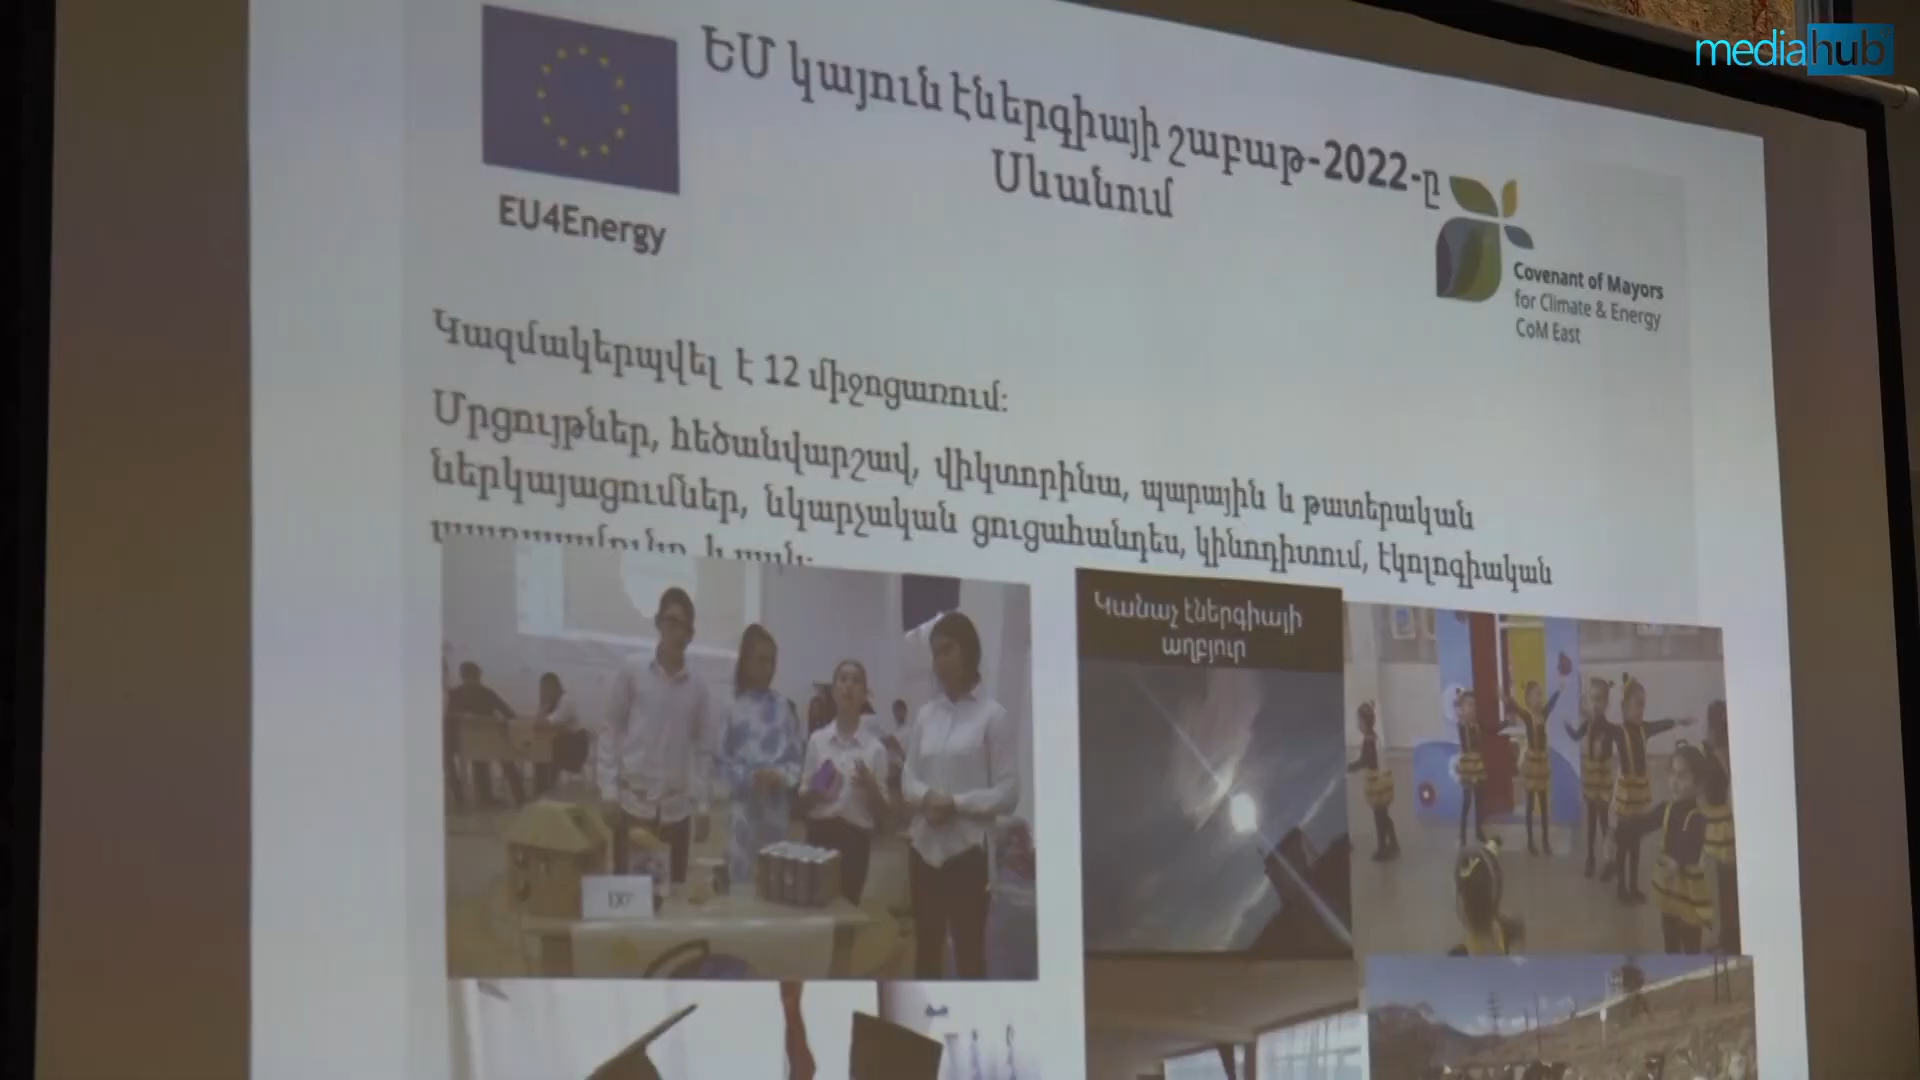 mediahub
ԵՄ կայուն էներգիայի շաբաթ-2022-ը
Սևանում
EU4Energy
Covenant of Mayors
for Climate & Energy
CoM East
Կազմակերպվել է 12 միջոցառում:
Մրցույթներ, հեծանվարշավ, վիկտորինա, պարային և թատերական
ներկայացումներ, նկարչական ցուցահանդես, կինոդիտում, էկոլոգիական
Կանաչ էներգիայի
աղբյուր